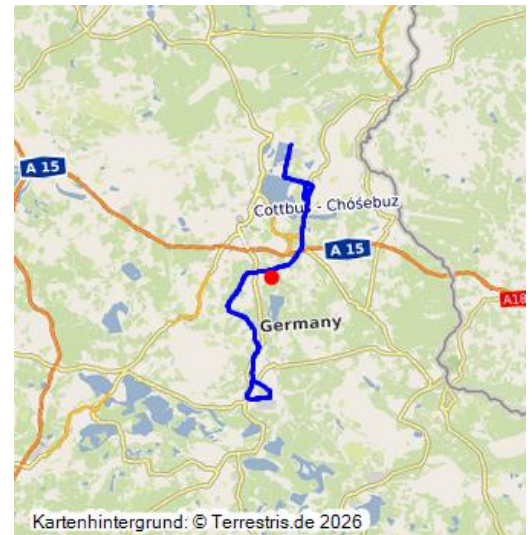 A 15
Cottbus - Chóśebuz
A 15
A18
Germany
Kartenhintergrund: © Terrestris.de 2026